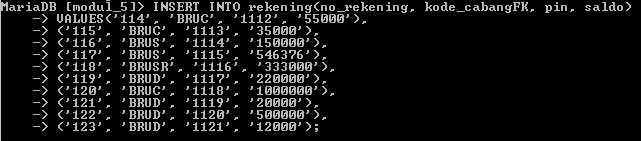 MariaDB [modul_5]> INSERT INTO rekening(no_rekening, kode_cabangFK, pin, saldo)
-> VALUES('114', 'BRUC', '1112', '55000'),
-> ('115', 'BRUC', '1113', '35000'),
-> ('116', 'BRUS', '1114', '150000'),
-> ('117', 'BRUS', '1115', '546376'),
-> ('118', 'BRUSR', '1116', '333000'),
-> ('119', 'BRUD', '1117', '220000'),
-> ('120', 'BRUC', '1118', '1000000'),
-> ('121', 'BRUD', '1119', '20000'),
-> ('122', 'BRUD', '1120', '500000'),
-> ('123', 'BRUD', '1121', '12000');